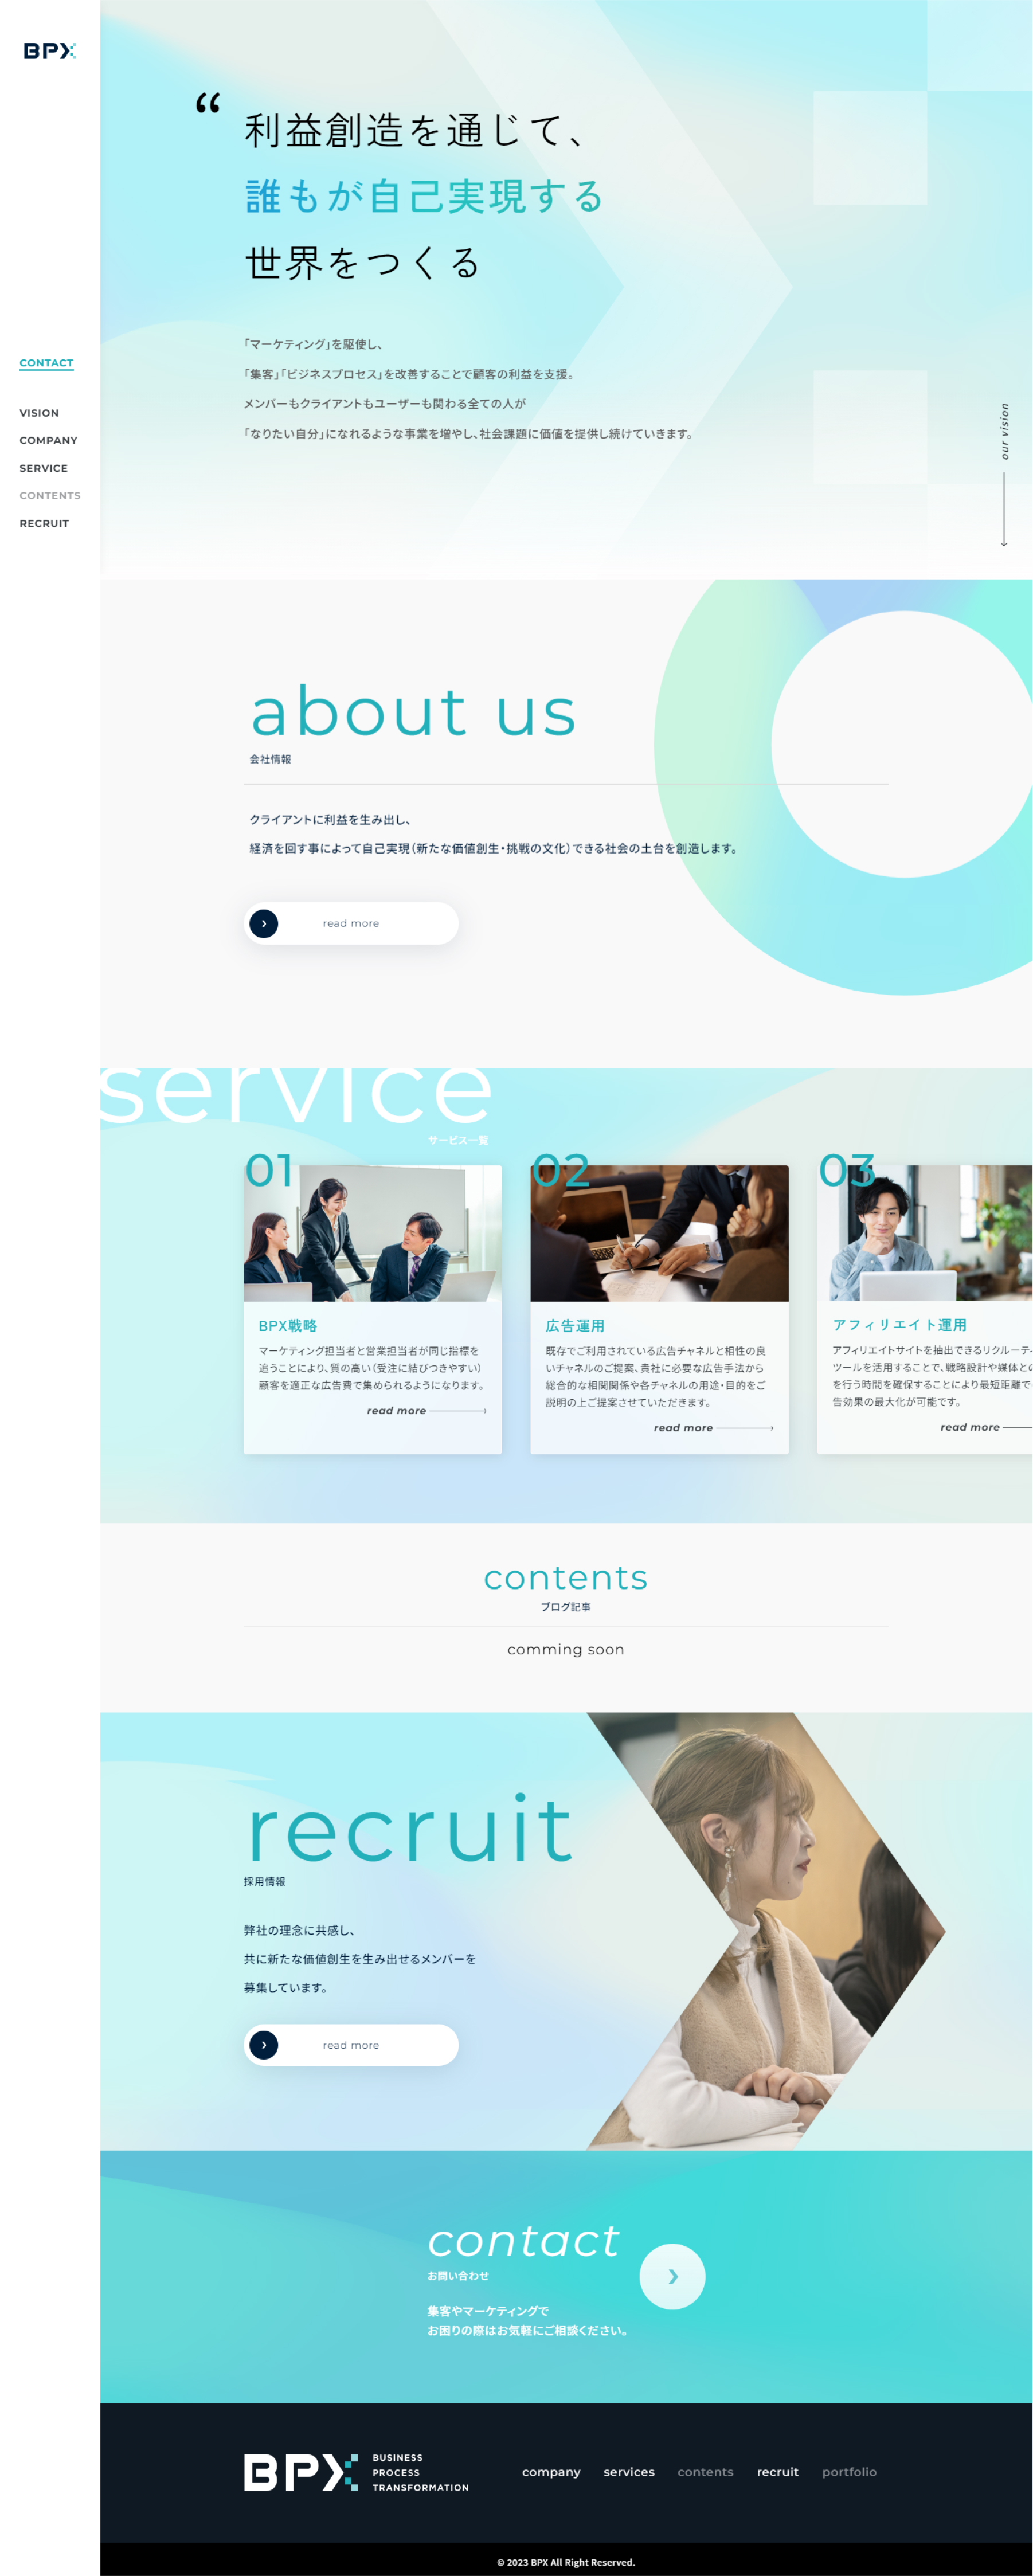 BPX
CONTACT
VISION
COMPANY
SERVICE
CONTENTS
RECRUIT
“
利益創造を通じて、
誰もが自己実現する
世界をつくる
「マーケティング」を駆使し、
「集客」「ビジネスプロセス」を改善することで顧客の利益を支援。
メンバーもクライアントもユーザーも関わる全ての人が
「なりたい自分」になれるような事業を増やし、社会課題に価値を提供し続けていきます。
our vision
about us
会社情報
クライアントに利益を生み出し、
経済を回す事によって自己実現（新たな価値創生・挑戦の文化）できる社会の土台を創造します。
read more
service
サービス一覧
01
BPX戦略
マーケティング担当者と営業担当者が同じ指標を
追うことにより、質の高い（受注に結びつきやすい）
顧客を適正な広告費で集められるようになります。
read more
02
広告運用
既存でご利用されている広告チャネルと相性の良
いチャネルのご提案、貴社に必要な広告手法から
総合的な相関関係や各チャネルの用途・目的をご
説明の上ご提案させていただきます。
read more
03
アフィリエイト運用
アフィリエイトサイトを抽出できるリクルーテ
ツールを活用することで、戦略設計や媒体との
を行う時間を確保することにより最短距離で
告効果の最大化が可能です。
read more
contents
ブログ記事
comming soon
recruit
採用情報
弊社の理念に共感し、
共に新たな価値創生を生み出せるメンバーを
募集しています。
read more
contact
お問い合わせ
集客やマーケティングで
お困りの際はお気軽にご相談ください。
BPX
BUSINESS
PROCESS
TRANSFORMATION
company services contents recruit portfolio
© 2023 BPX All Right Reserved.